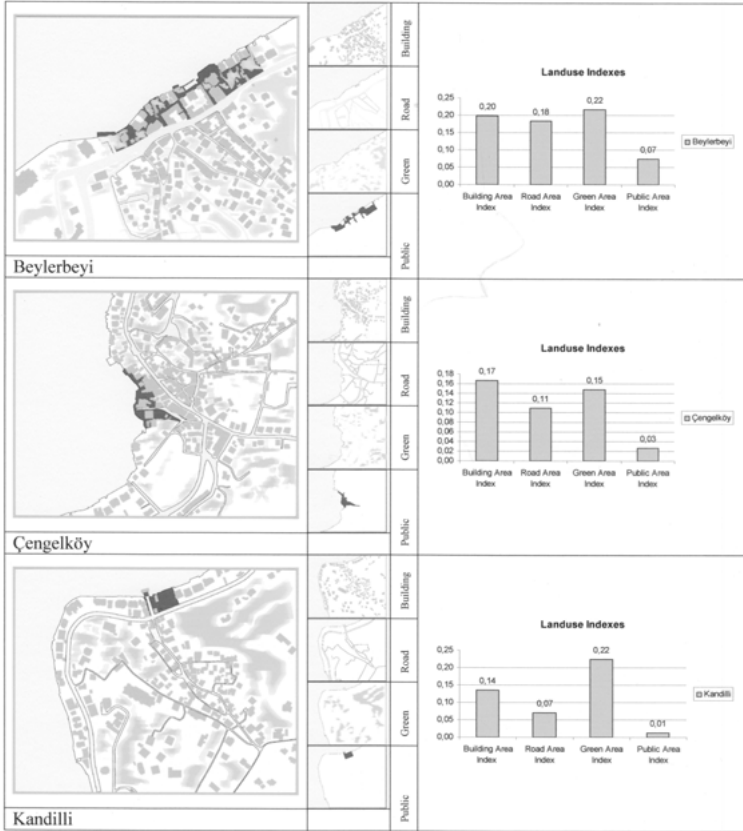 Building
Road
Green
Public
Beylerbeyi
Landuse Indexes
0,25
0,20
0,15
0,10
0,05
0,00
0,20
0,18
0,22
0,07
Building Area Index
Road Area Index
Green Area Index
Public Area Index
Beylerbeyi
Building
Road
Green
Public
Çengelköy
Landuse Indexes
0,18
0,16
0,14
0,12
0,10
0,08
0,06
0,04
0,02
0,00
0,17
0,11
0,15
0,03
Building Area Index
Road Area Index
Green Area Index
Public Area Index
Çengelköy
Building
Road
Green
Public
Kandilli
Landuse Indexes
0,25
0,20
0,15
0,10
0,05
0,00
0,14
0,07
0,22
0,01
Building Area Index
Road Area Index
Green Area Index
Public Area Index
Kandilli